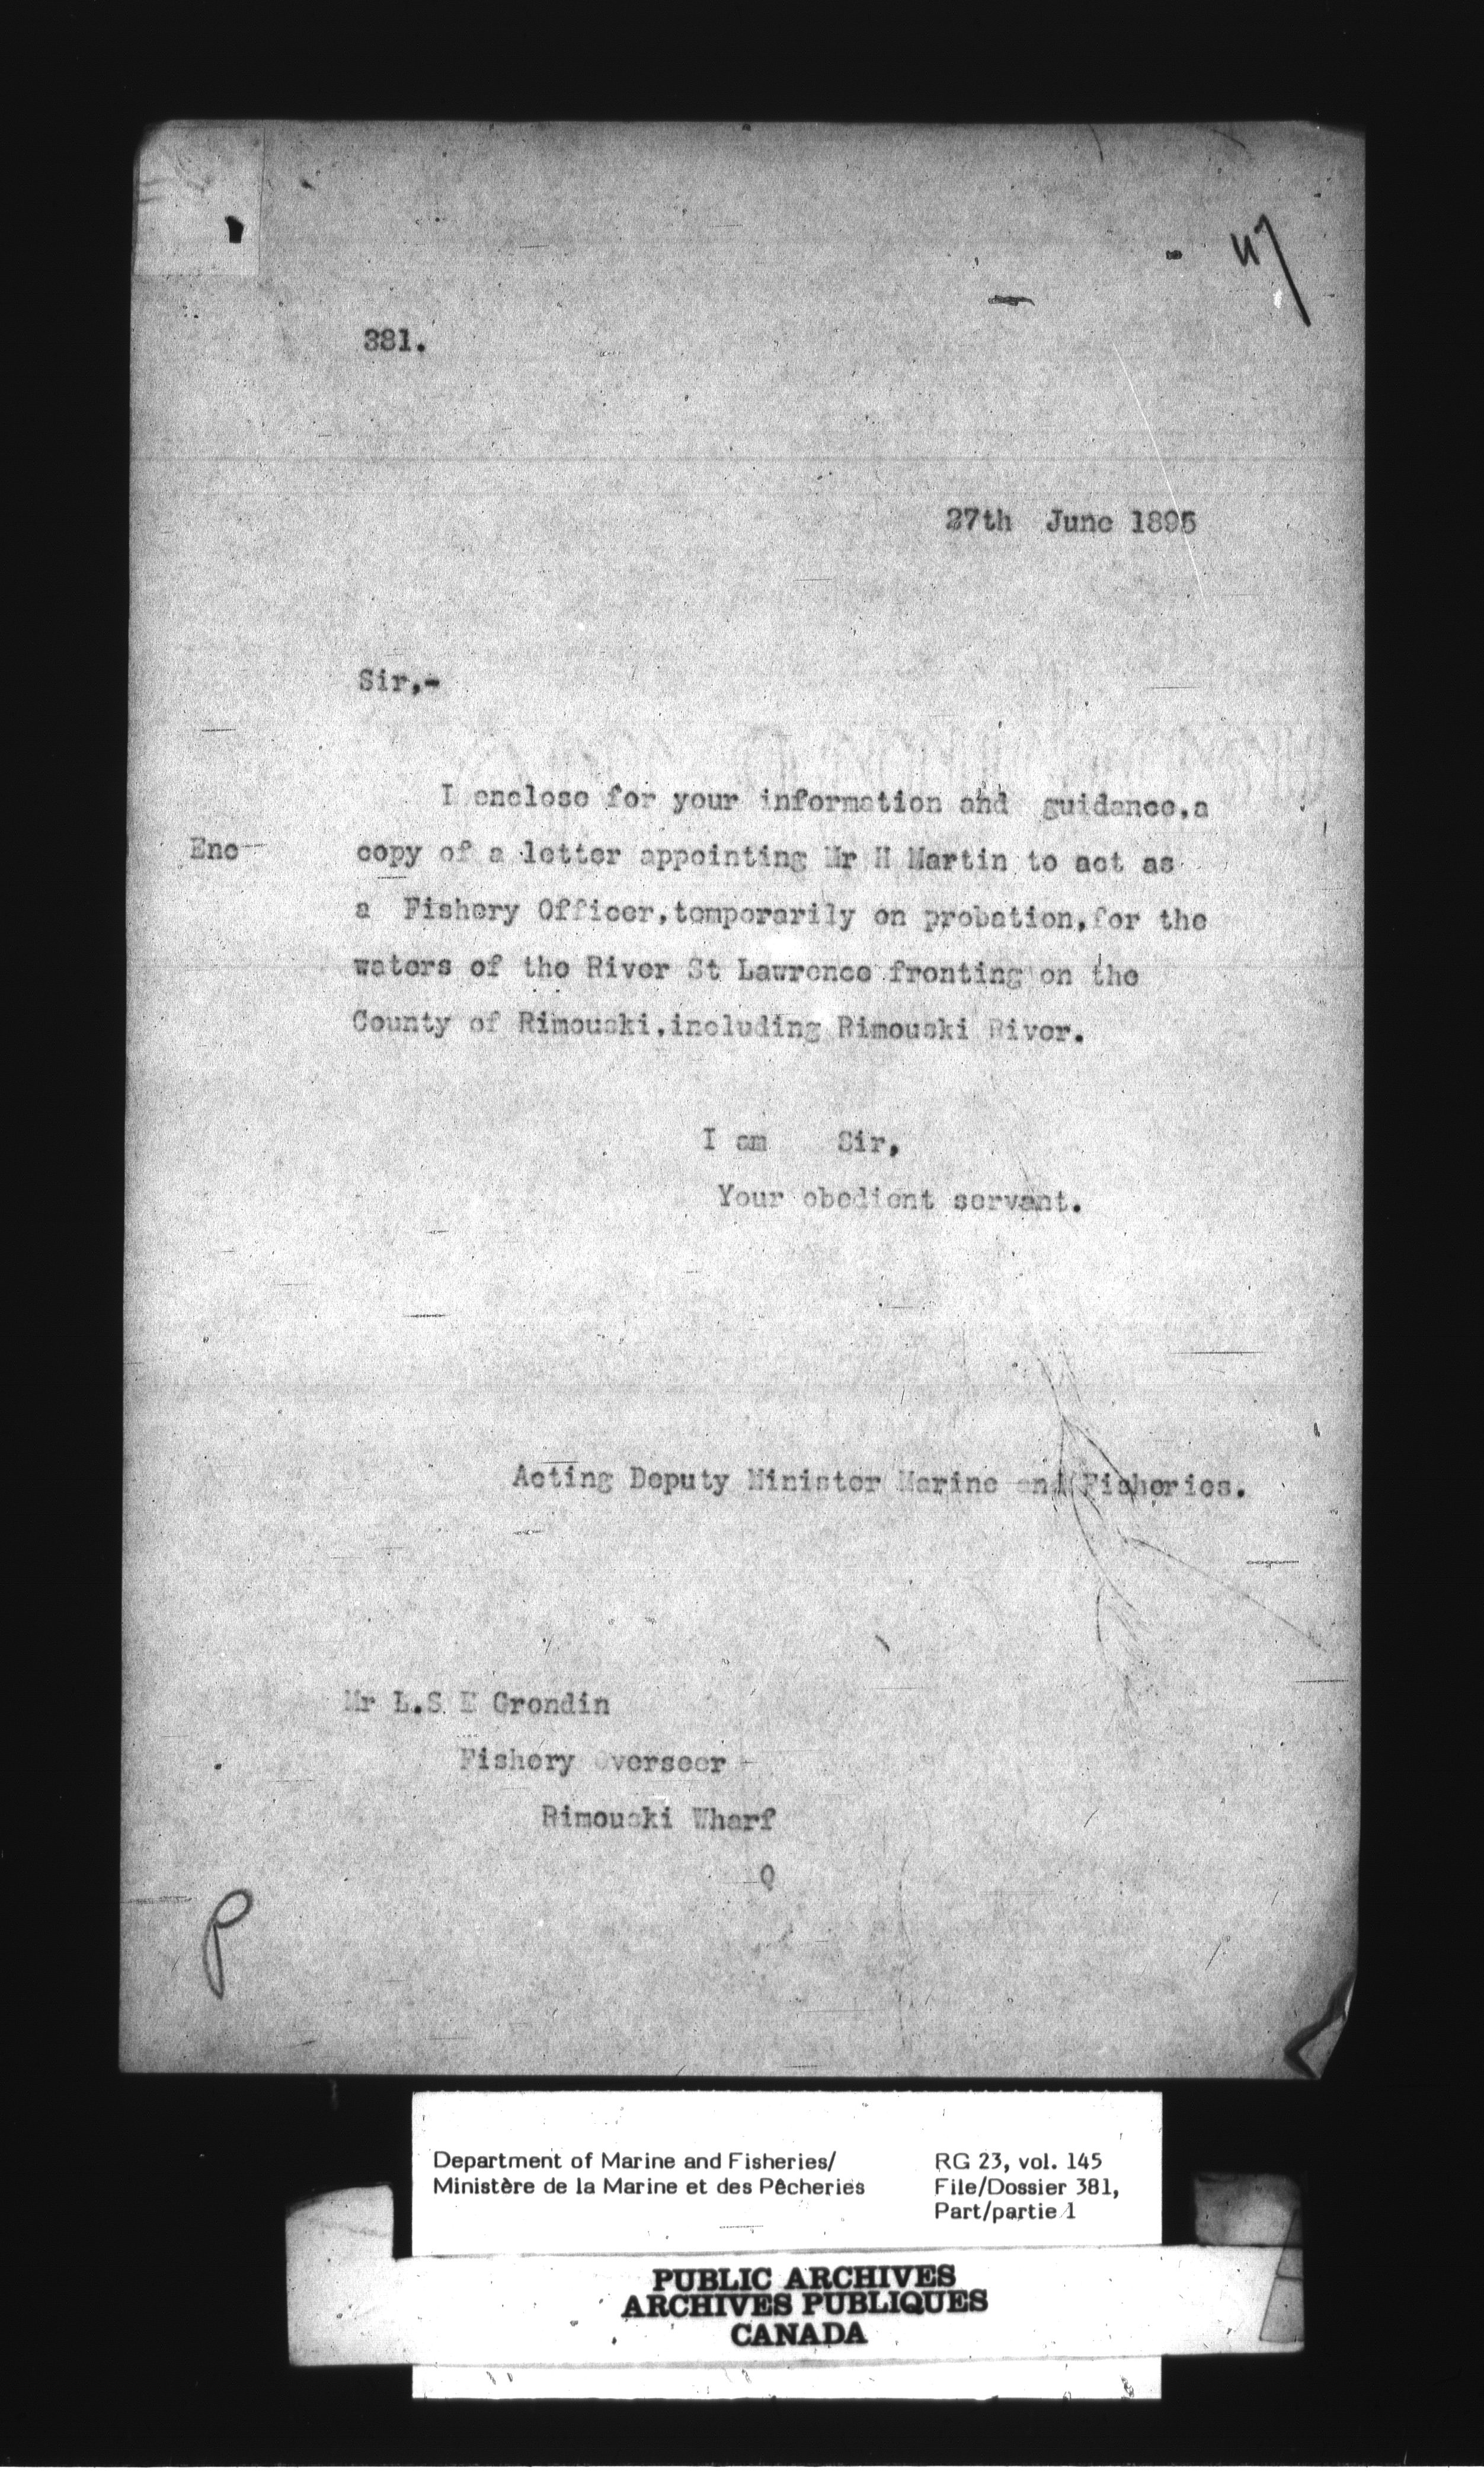 381.
27th June 1895
Sir,-
I enclose for your information and guidance,a
Enc
copy of a letter appointing Mr H Martin to act as
a Fishery Officer,temporarily on probation,for the
waters of the River St Lawrence fronting on the
County of Rimouski,including Rimouski River.
I am Sir,
Your obedient servant.
Acting Deputy Minister Marine and Fisheries.
Mr L.S. Grondin
Fishery Overseer
Rimouski Wharf
Q
P
Department of Marine and Fisheries/
Ministère de la Marine et des Pêcheries
RG 23, vol. 145
File/Dossier 381,
Part/partie 1
PUBLIC ARCHIVES
ARCHIVES PUBLIQUES
CANADA